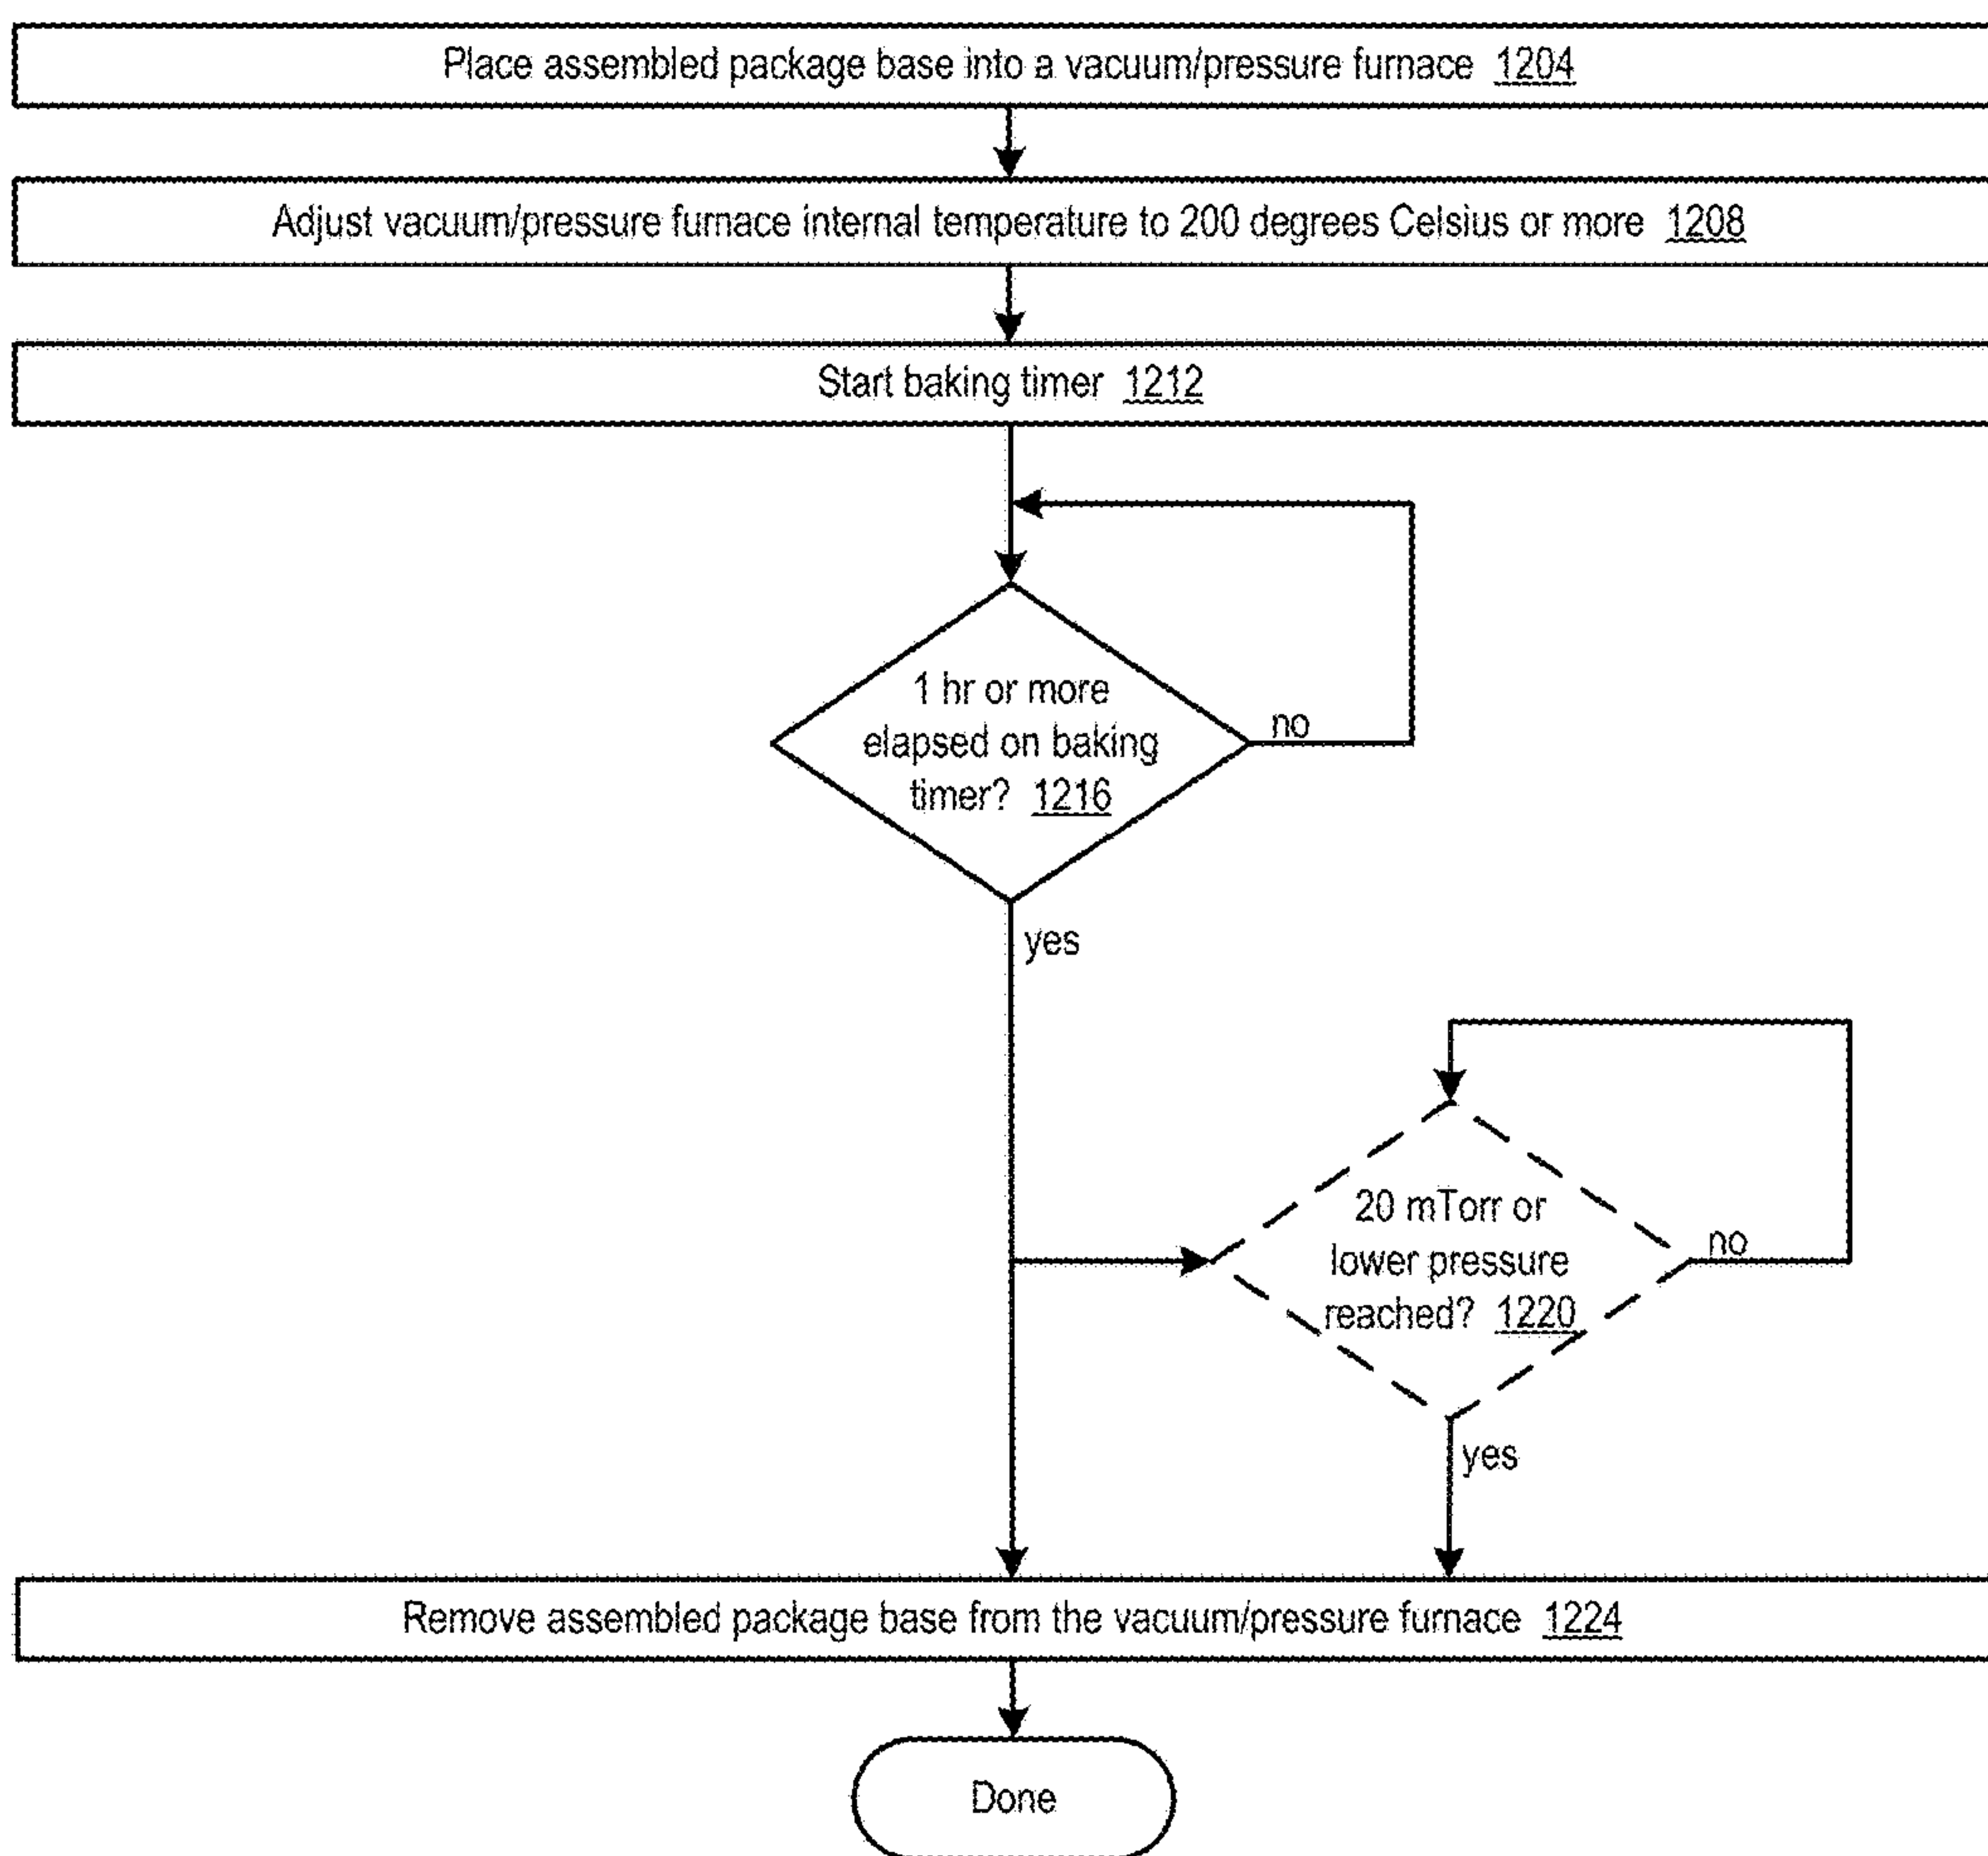 Place assembled package base into a vacuum/pressure furnace 1204
Adjust vacuum/pressure furnace internal temperature to 200 degrees Celsius or more 1208
Start baking timer 1212
1 hr or more
elapsed on baking
timer? 1216
no
yes
20 mTorr or
lower pressure
reached? 1220
no
yes
Remove assembled package base from the vacuum/pressure furnace 1224
Done